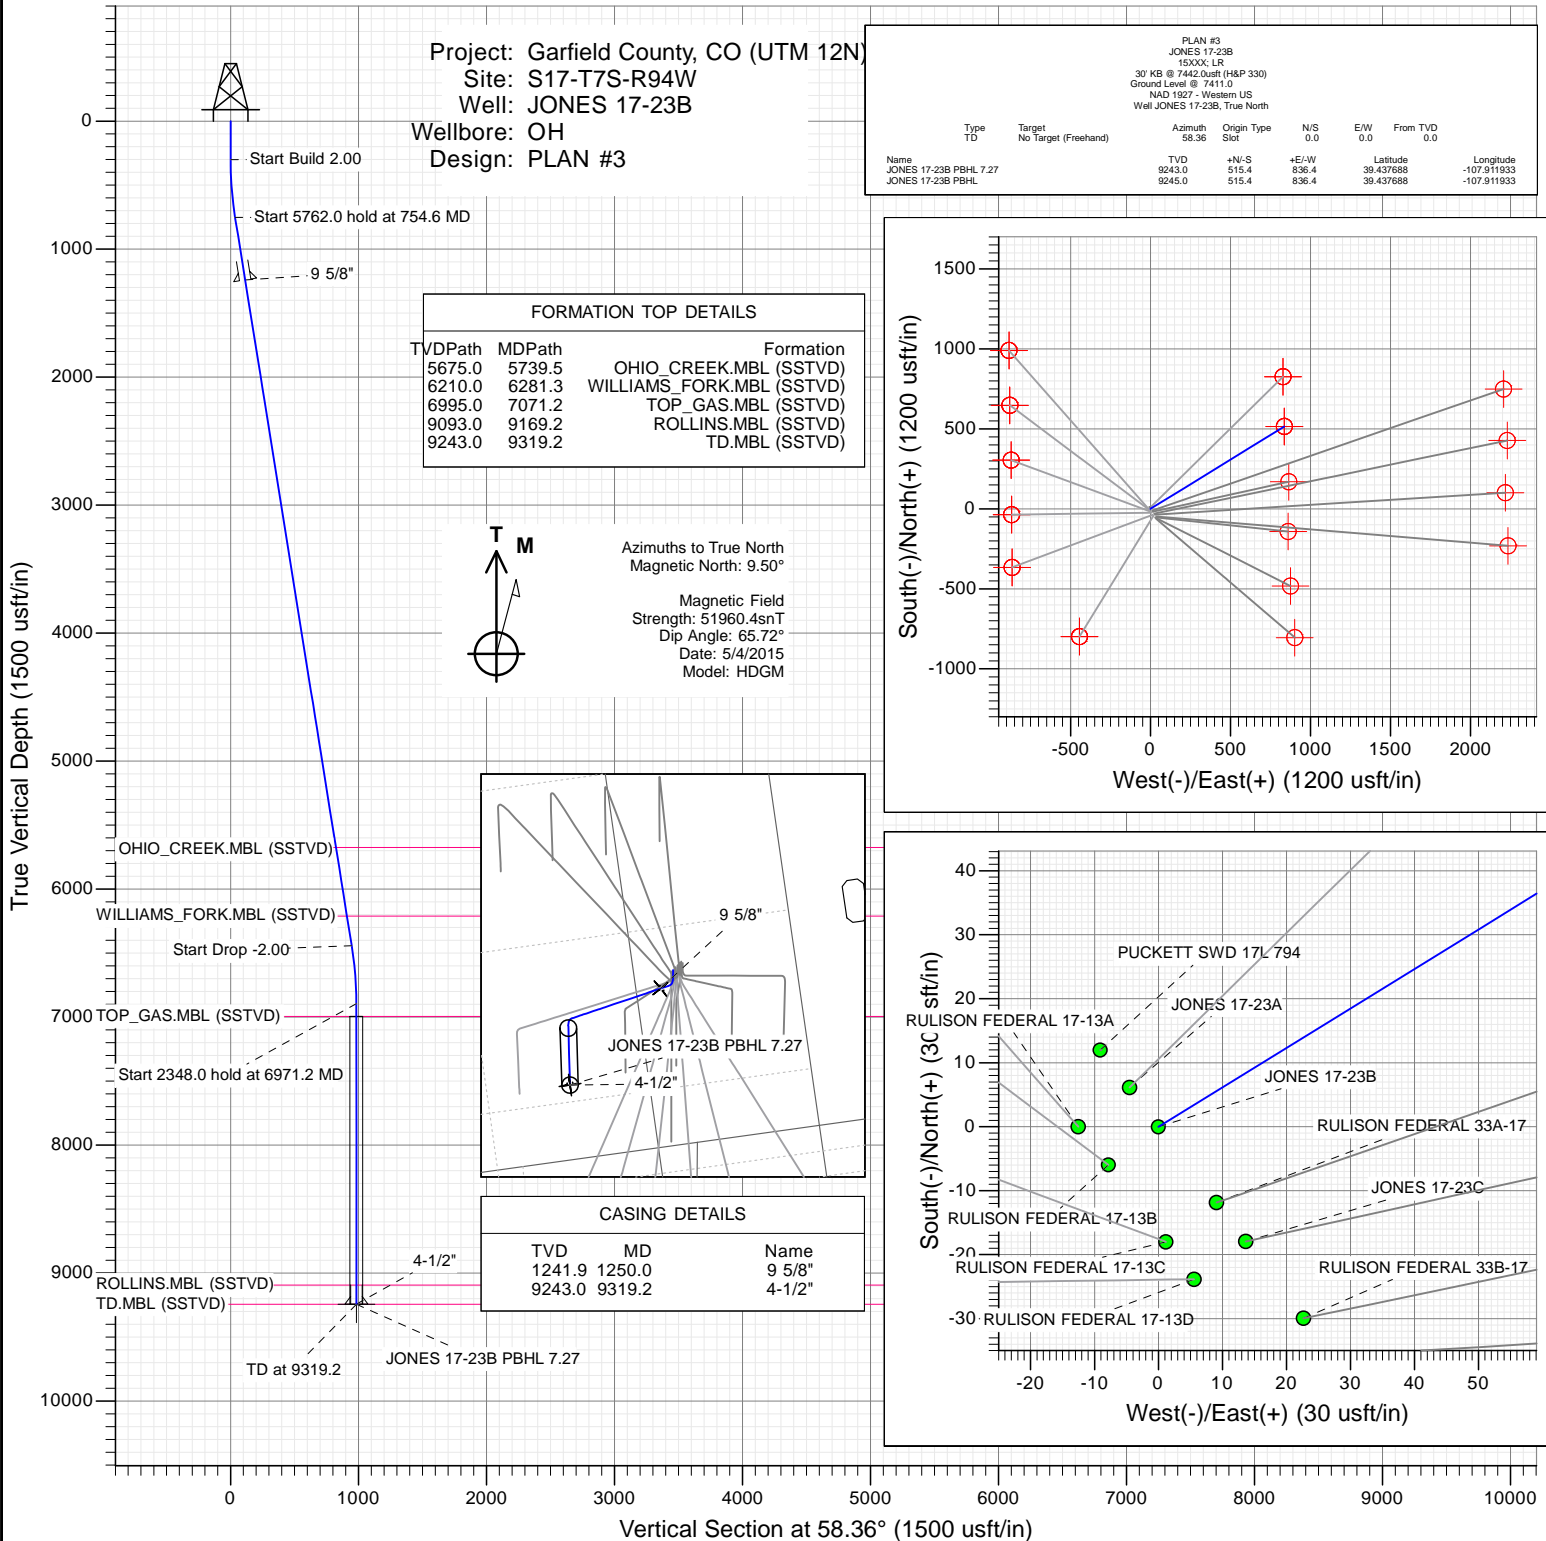 Project: Garfield County, CO (UTM 12N)
Site: S17-T7S-R94W
Well: JONES 17-23B
Wellbore: OH
Design: PLAN #3
PLAN #3
JONES 17-23B
15XXX; LR
30' KB @ 7442.0usft (H&P 330)
Ground Level @ 7411.0
NAD 1927 - Western US
Well JONES 17-23B, True North
Type Target Azimuth Origin Type N/S E/W From TVD
TD No Target (Freehand) 58.36 Slot 0.0 0.0 0.0
Name TVD +N/-S +E/-W Latitude Longitude
JONES 17-23B PBHL 7.27 9243.0 515.4 836.4 39.437688 -107.911933
JONES 17-23B PBHL 9245.0 515.4 836.4 39.437688 -107.911933
True Vertical Depth (1500 usft/in)
0
1000
2000
3000
4000
5000
6000
7000
8000
9000
10000
Start Build 2.00
Start 5762.0 hold at 754.6 MD
9 5/8"
OHIO_CREEK.MBL (SSTVD)
WILLIAMS_FORK.MBL (SSTVD)
Start Drop -2.00
TOP_GAS.MBL (SSTVD)
Start 2348.0 hold at 6971.2 MD
4-1/2"
ROLLINS.MBL (SSTVD)
TD.MBL (SSTVD)
TD at 9319.2
JONES 17-23B PBHL 7.27
0 1000 2000 3000 4000 5000 6000 7000 8000 9000 10000
Vertical Section at 58.36° (1500 usft/in)
FORMATION TOP DETAILS
TVDPath MDPath Formation
5675.0 5739.5 OHIO_CREEK.MBL (SSTVD)
6210.0 6281.3 WILLIAMS_FORK.MBL (SSTVD)
6995.0 7071.2 TOP_GAS.MBL (SSTVD)
9093.0 9169.2 ROLLINS.MBL (SSTVD)
9243.0 9319.2 TD.MBL (SSTVD)
T M
Azimuths to True North
Magnetic North: 9.50°
Magnetic Field
Strength: 51960.4snT
Dip Angle: 65.72°
Date: 5/4/2015
Model: HDGM
9 5/8"
JONES 17-23B PBHL 7.27
4-1/2"
CASING DETAILS
TVD MD Name
1241.9 1250.0 9 5/8"
9243.0 9319.2 4-1/2"
South(-)/North(+) (1200 usft/in)
1500
1000
500
0
-500
-1000
-500 0 500 1000 1500 2000
West(-)/East(+) (1200 usft/in)
South(-)/North(+) (30 sft/in)
40
30
20
10
0
-10
-20
-30
PUCKETT SWD 17L 794
JONES 17-23A
RULISON FEDERAL 17-13A
JONES 17-23B
RULISON FEDERAL 33A-17
JONES 17-23C
RULISON FEDERAL 17-13B
RULISON FEDERAL 17-13C
RULISON FEDERAL 33B-17
RULISON FEDERAL 17-13D
-20 -10 0 10 20 30 40 50
West(-)/East(+) (30 usft/in)